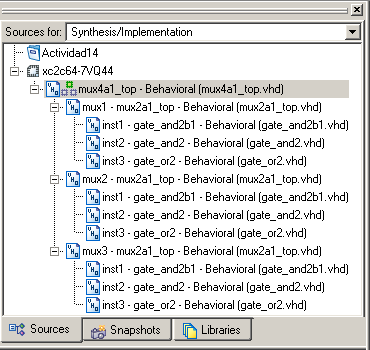 Sources for: Synthesis/Implementation
Actividad14
xc2c64-7VQ44
mux4a1_top - Behavioral (mux4a1_top.vhd)
mux1 - mux2a1_top - Behavioral (mux2a1_top.vhd)
inst1 - gate_and2b1 - Behavioral (gate_and2b1.vhd)
inst2 - gate_and2 - Behavioral (gate_and2.vhd)
inst3 - gate_or2 - Behavioral (gate_or2.vhd)
mux2 - mux2a1_top - Behavioral (mux2a1_top.vhd)
inst1 - gate_and2b1 - Behavioral (gate_and2b1.vhd)
inst2 - gate_and2 - Behavioral (gate_and2.vhd)
inst3 - gate_or2 - Behavioral (gate_or2.vhd)
mux3 - mux2a1_top - Behavioral (mux2a1_top.vhd)
inst1 - gate_and2b1 - Behavioral (gate_and2b1.vhd)
inst2 - gate_and2 - Behavioral (gate_and2.vhd)
inst3 - gate_or2 - Behavioral (gate_or2.vhd)
Sources Snapshots Libraries